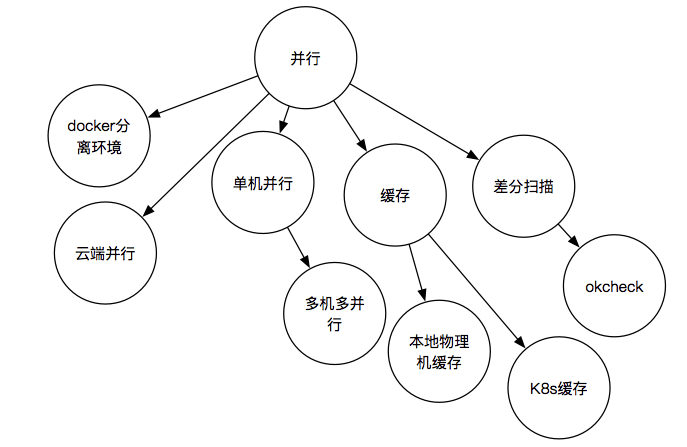 并行
docker分
离环境
单机并行
缓存
差分扫描
云端并行
多机多并
行
本地物理
机缓存
okcheck
K8s缓存